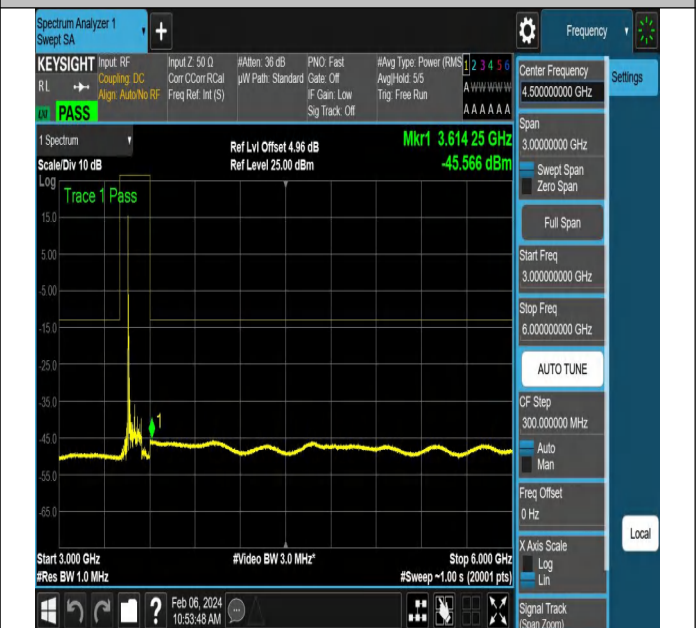 Spectrum Analyzer 1
Swept SA
+
Frequency
KEYSIGHT
RL
PASS
Input: RF
Coupling: DC
Align: Auto/No RF
Input Z: 50 Ω
Corr CCorr RCal
Freq Ref: Int (S)
#Atten: 36 dB
µW Path: Standard
PNO: Fast
Gate: Off
IF Gain: Low
Sig Track: Off
#Avg Type: Power (RMS
Avg|Hold: 5/5
Trig: Free Run
1 2 3 4 5 6
A W W W W W
A A A A A A
1 Spectrum
Scale/Div 10 dB
Ref Lvl Offset 4.96 dB
Ref Level 25.00 dBm
Mkr1 3.614 25 GHz
-45.566 dBm
Log
Trace 1 Pass
15.0
5.00
-5.00
-15.0
-25.0
-35.0
1
-45.0
-55.0
-65.0
Start 3.000 GHz
#Video BW 3.0 MHz*
Stop 6.000 GHz
#Res BW 1.0 MHz
#Sweep ~1.00 s (20001 pts)
?
Feb 06, 2024
10:53:48 AM
Settings
Center Frequency
4.500000000 GHz
Span
3.00000000 GHz
Swept Span
Zero Span
Full Span
Start Freq
3.000000000 GHz
Stop Freq
6.000000000 GHz
AUTO TUNE
CF Step
300.000000 MHz
Auto
Man
Freq Offset
0 Hz
X Axis Scale
Log
Lin
Local
Signal Track
(Span Zoom)